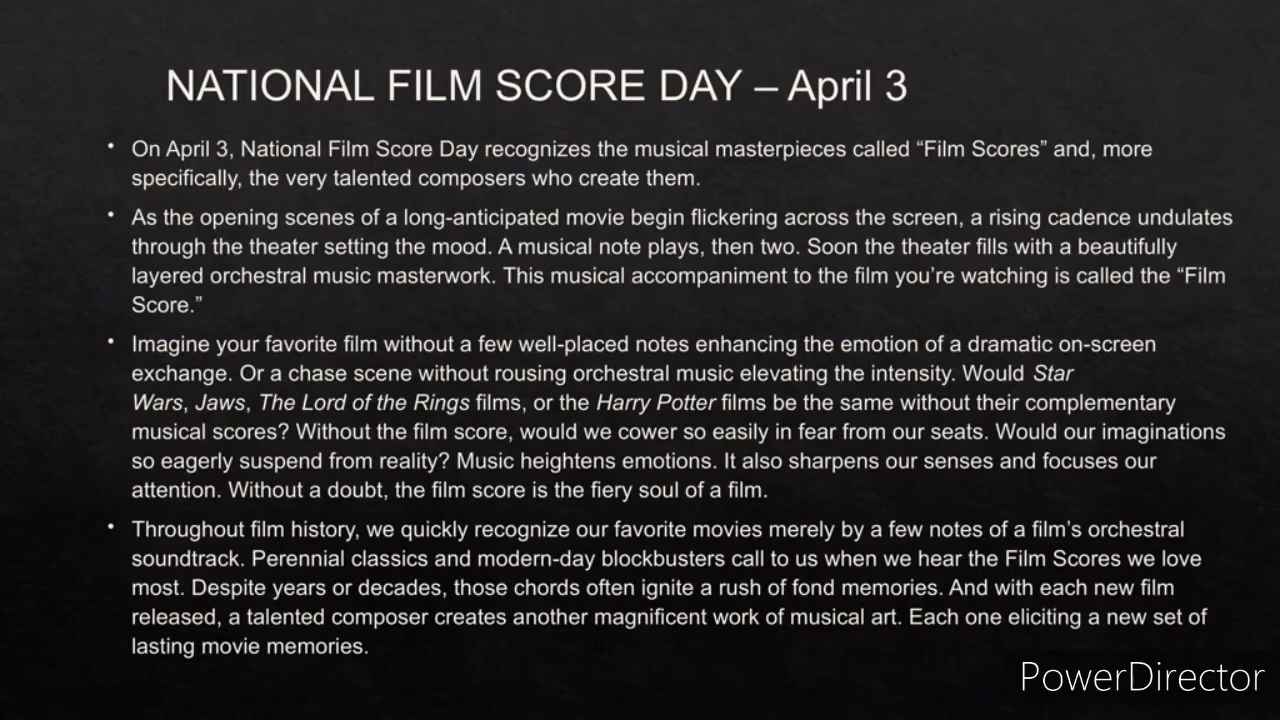 NATIONAL FILM SCORE DAY – April 3
• On April 3, National Film Score Day recognizes the musical masterpieces called “Film Scores” and, more
specifically, the very talented composers who create them.
• As the opening scenes of a long-anticipated movie begin flickering across the screen, a rising cadence undulates
through the theater setting the mood. A musical note plays, then two. Soon the theater fills with a beautifully
layered orchestral music masterwork. This musical accompaniment to the film you’re watching is called the “Film
Score.”
• Imagine your favorite film without a few well-placed notes enhancing the emotion of a dramatic on-screen
exchange. Or a chase scene without rousing orchestral music elevating the intensity. Would Star
Wars, Jaws, The Lord of the Rings films, or the Harry Potter films be the same without their complementary
musical scores? Without the film score, would we cower so easily in fear from our seats. Would our imaginations
so eagerly suspend from reality? Music heightens emotions. It also sharpens our senses and focuses our
attention. Without a doubt, the film score is the fiery soul of a film.
• Throughout film history, we quickly recognize our favorite movies merely by a few notes of a film’s orchestral
soundtrack. Perennial classics and modern-day blockbusters call to us when we hear the Film Scores we love
most. Despite years or decades, those chords often ignite a rush of fond memories. And with each new film
released, a talented composer creates another magnificent work of musical art. Each one eliciting a new set of
lasting movie memories.
PowerDirector